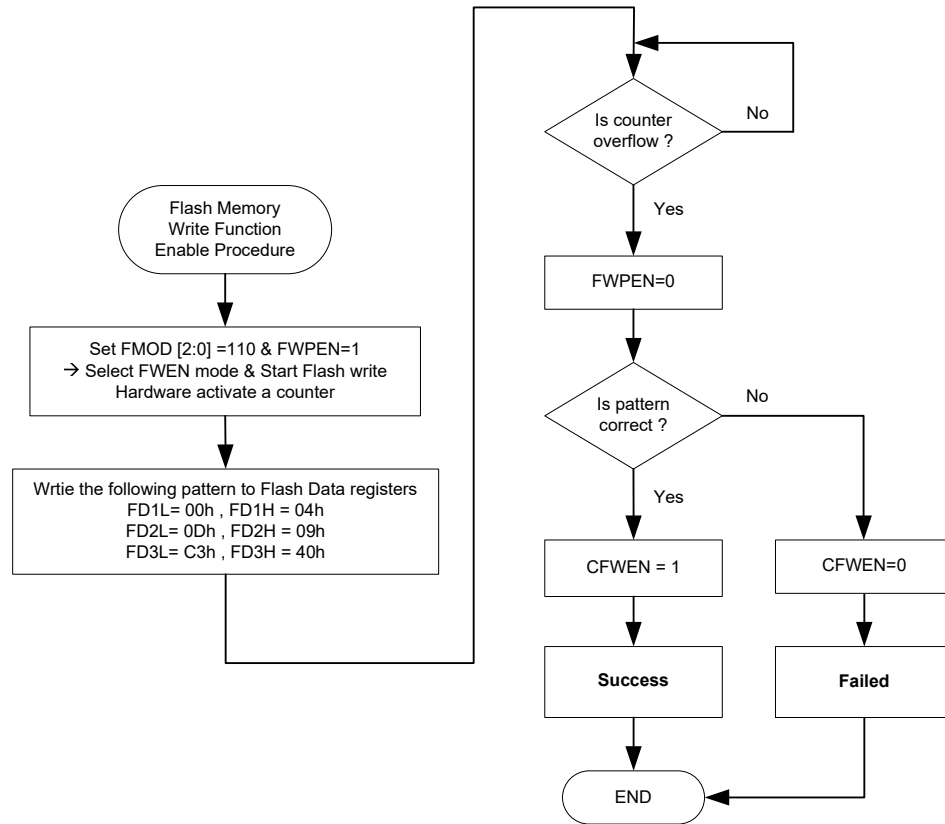 Flash Memory
Write Function
Enable Procedure
Set FMOD [2:0] =110 & FWPEN=1
→ Select FWEN mode & Start Flash write
Hardware activate a counter
Wrtie the following pattern to Flash Data registers
FD1L= 00h , FD1H = 04h
FD2L= 0Dh , FD2H = 09h
FD3L= C3h , FD3H = 40h
Is counter
overflow ?
No
Yes
FWPEN=0
Is pattern
correct ?
No
Yes
CFWEN = 1
CFWEN=0
Success
Failed
END